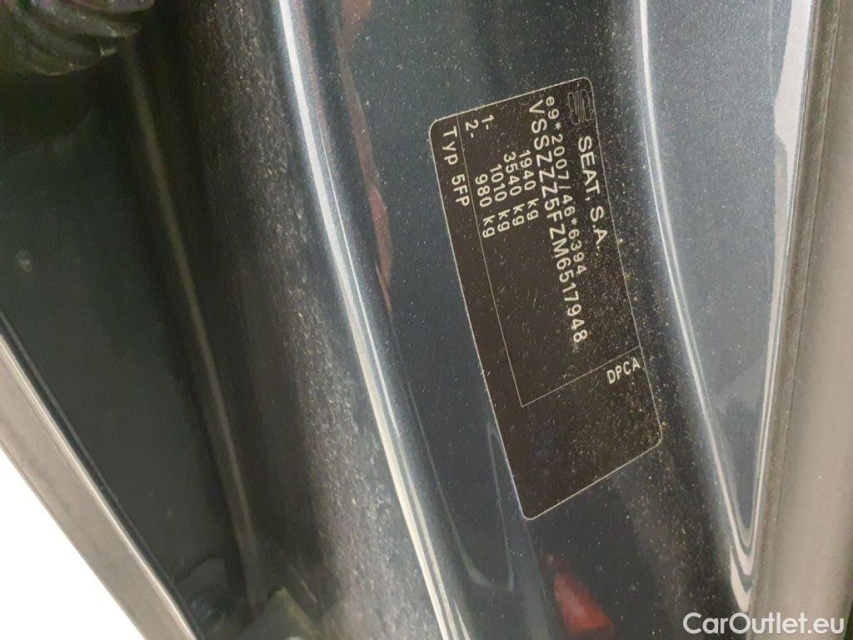 SEAT, S.A.
e9*2007/46*6394
VSSZZZ5FZM6517948
1940 kg
3540 kg
1- 1010 kg
2- 980 kg
Typ 5FP
DPCA
CarOutlet.eu